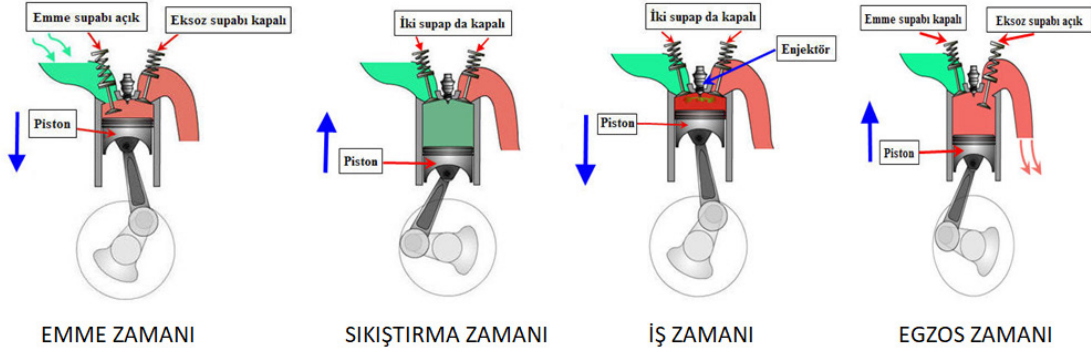 Emme supabı açık
Eksoz supabı kapalı
Piston
EMME ZAMANI
İki supap da kapalı
Piston
SIKIŞTIRMA ZAMANI
İki supap da kapalı
Enjektör
Piston
İŞ ZAMANI
Emme supabı kapalı
Eksoz supabı açık
Piston
EGZOS ZAMANI